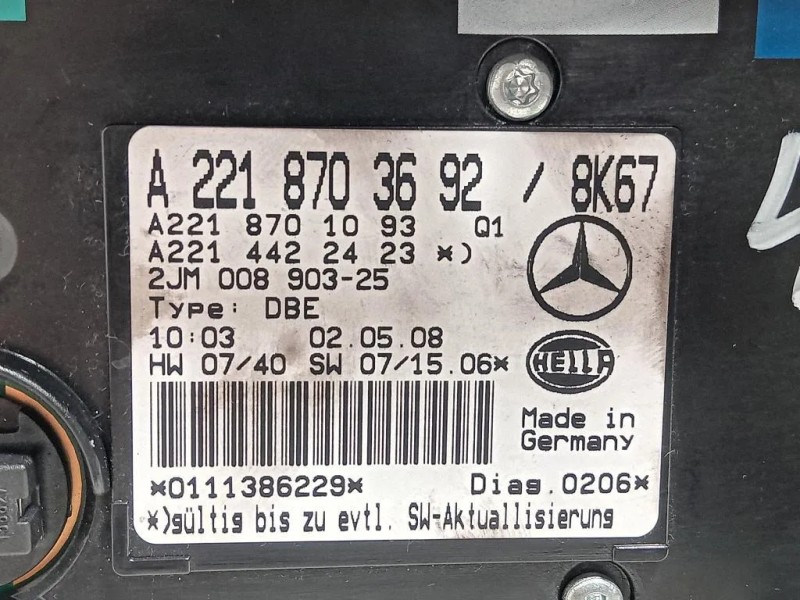 A 221 870 36 92 / 8K67
A221 870 10 93 Q1
A221 442 24 23 *)
2JM 008 903-25
Type: DBE
10:03 02.05.08
HW 07/40 SW 07/15.06*
HELLA
Made in
Germany
*0111386229* Diag.0206*
*)gültig bis zu evtl. SW-Aktuallisierung